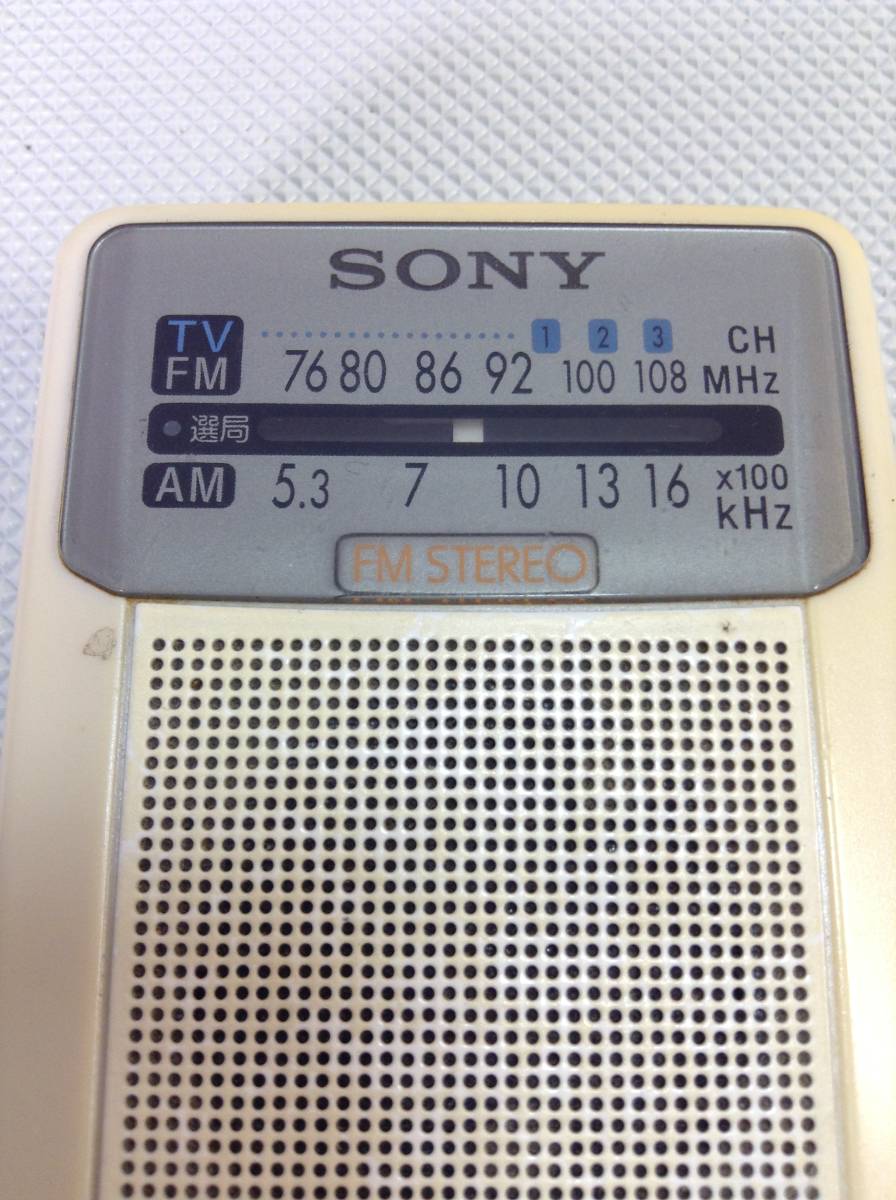 SONY
TV 1 2 3 CH
FM 76 80 86 92 100 108 MHz
選局
AM 5.3 7 10 13 16 x100
kHz
FM STEREO